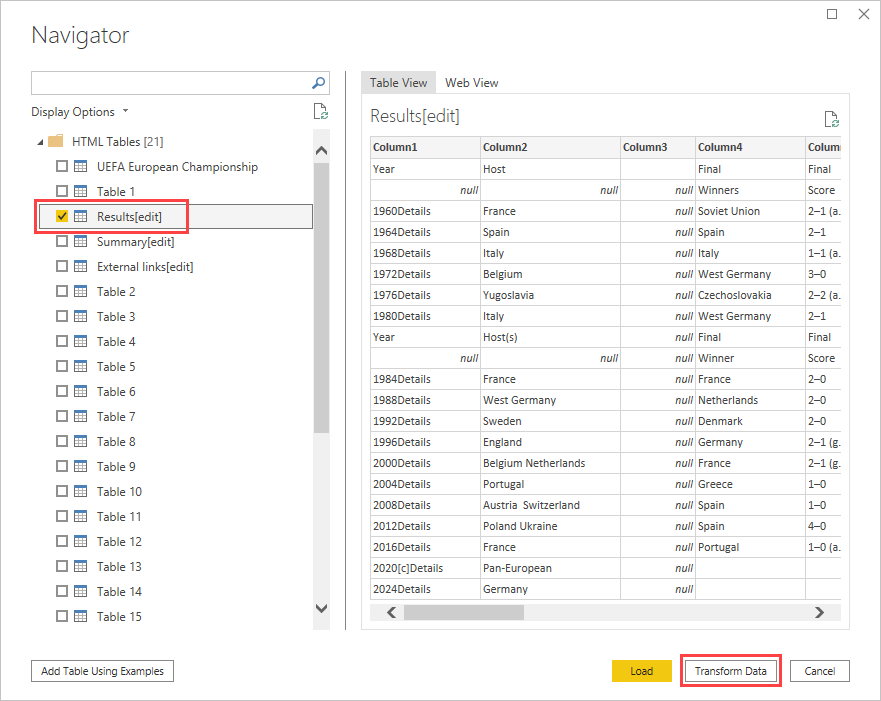 Navigator
Display Options
HTML Tables [21]
UEFA European Championship
Table 1
Results[edit]
Summary[edit]
External links[edit]
Table 2
Table 3
Table 4
Table 5
Table 6
Table 7
Table 8
Table 9
Table 10
Table 11
Table 12
Table 13
Table 14
Table 15
Table View Web View
Results[edit]
Column1 Column2 Column3 Column4 Colum
Year Host Final Final
null null null Winners Score
1960Details France null Soviet Union 2–1 (a.
1964Details Spain null Spain 2–1
1968Details Italy null Italy 1–1 (a.
1972Details Belgium null West Germany 3–0
1976Details Yugoslavia null Czechoslovakia 2–2 (a.
1980Details Italy null West Germany 2–1
Year Host(s) null Final Final
null null null Winner Score
1984Details France null France 2–0
1988Details West Germany null Netherlands 2–0
1992Details Sweden null Denmark 2–0
1996Details England null Germany 2–1 (g.
2000Details Belgium Netherlands null France 2–1 (g.
2004Details Portugal null Greece 1–0
2008Details Austria Switzerland null Spain 1–0
2012Details Poland Ukraine null Spain 4–0
2016Details France null Portugal 1–0 (a.
2020[c]Details Pan-European null
2024Details Germany null
Add Table Using Examples Load Transform Data Cancel